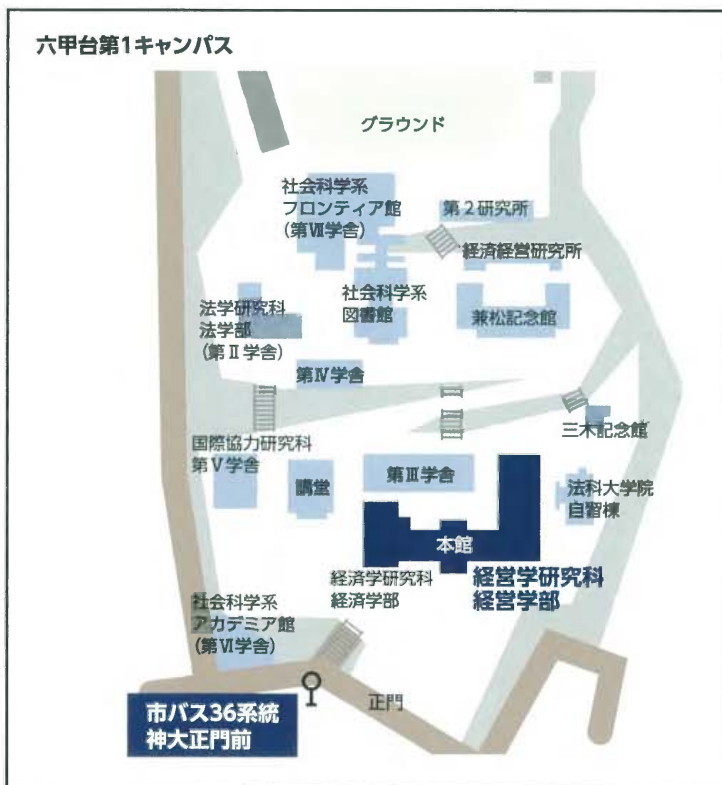 六甲台第1キャンパス
グラウンド
社会科学系
フロンティア館
(第Ⅶ学舎)
第2研究所
経済経営研究所
社会科学系
図書館
兼松記念館
法学研究科
法学部
(第Ⅱ学舎)
第Ⅳ学舎
三木記念館
国際協力研究科
第Ⅴ学舎
講堂
第Ⅲ学舎
法科大学院
自習棟
本館
経済学研究科
経済学部
経営学研究科
経営学部
社会科学系
アカデミア館
(第Ⅵ学舎)
正門
市バス36系統
神大正門前